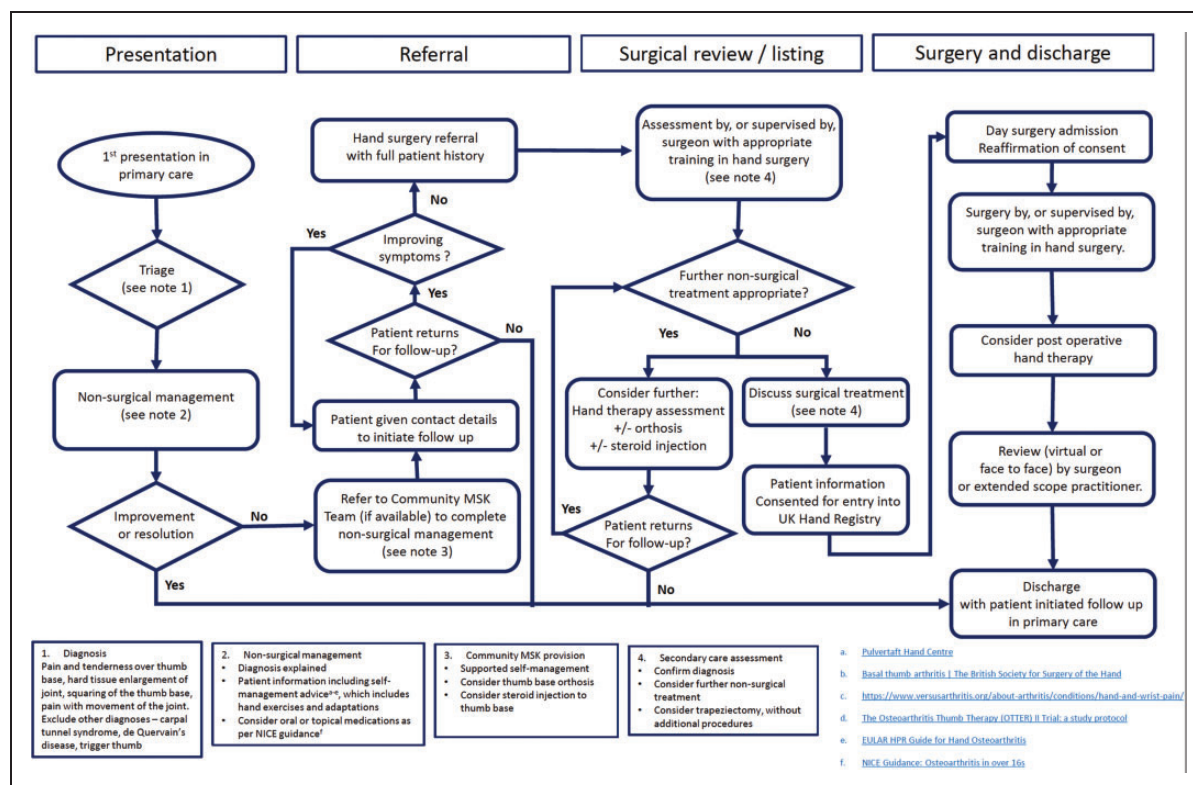 Presentation
Referral
Surgical review / listing
Surgery and discharge
1st presentation in
primary care
Triage
(see note 1)
Non-surgical management
(see note 2)
Improvement
or resolution
No
Yes
Hand surgery referral
with full patient history
No
Yes
Improving
symptoms ?
Yes
Patient returns
For follow-up?
No
Patient given contact details
to initiate follow up
Refer to Community MSK
Team (if available) to complete
non-surgical management
(see note 3)
Assessment by, or supervised by,
surgeon with appropriate
training in hand surgery
(see note 4)
Further non-surgical
treatment appropriate?
Yes
No
Consider further:
Hand therapy assessment
+/- orthosis
+/- steroid injection
Discuss surgical treatment
(see note 4)
Patient information
Consented for entry into
UK Hand Registry
Yes
Patient returns
For follow-up?
No
Day surgery admission
Reaffirmation of consent
Surgery by, or supervised by,
surgeon with appropriate
training in hand surgery.
Consider post operative
hand therapy
Review (virtual or
face to face) by surgeon
or extended scope practitioner.
Discharge
with patient initiated follow up
in primary care
1. Diagnosis
Pain and tenderness over thumb
base, hard tissue enlargement of
joint, squaring of the thumb base,
pain with movement of the joint.
Exclude other diagnoses – carpal
tunnel syndrome, de Quervain's
disease, trigger thumb
2. Non-surgical management
• Diagnosis explained
• Patient information including self-
management advice a-e, which includes
hand exercises and adaptations
• Consider oral or topical medications as
per NICE guidance f
3. Community MSK provision
• Supported self-management
• Consider thumb base orthosis
• Consider steroid injection to
thumb base
4. Secondary care assessment
• Confirm diagnosis
• Consider further non-surgical
treatment
• Consider trapeziectomy, without
additional procedures
a. Pulvertaft Hand Centre
b. Basal thumb arthritis | The British Society for Surgery of the Hand
c. https://www.versusarthritis.org/about-arthritis/conditions/hand-and-wrist-pain/
d. The Osteoarthritis Thumb Therapy (OTTER) II Trial: a study protocol
e. EULAR HPR Guide for Hand Osteoarthritis
f. NICE Guidance: Osteoarthritis in over 16s